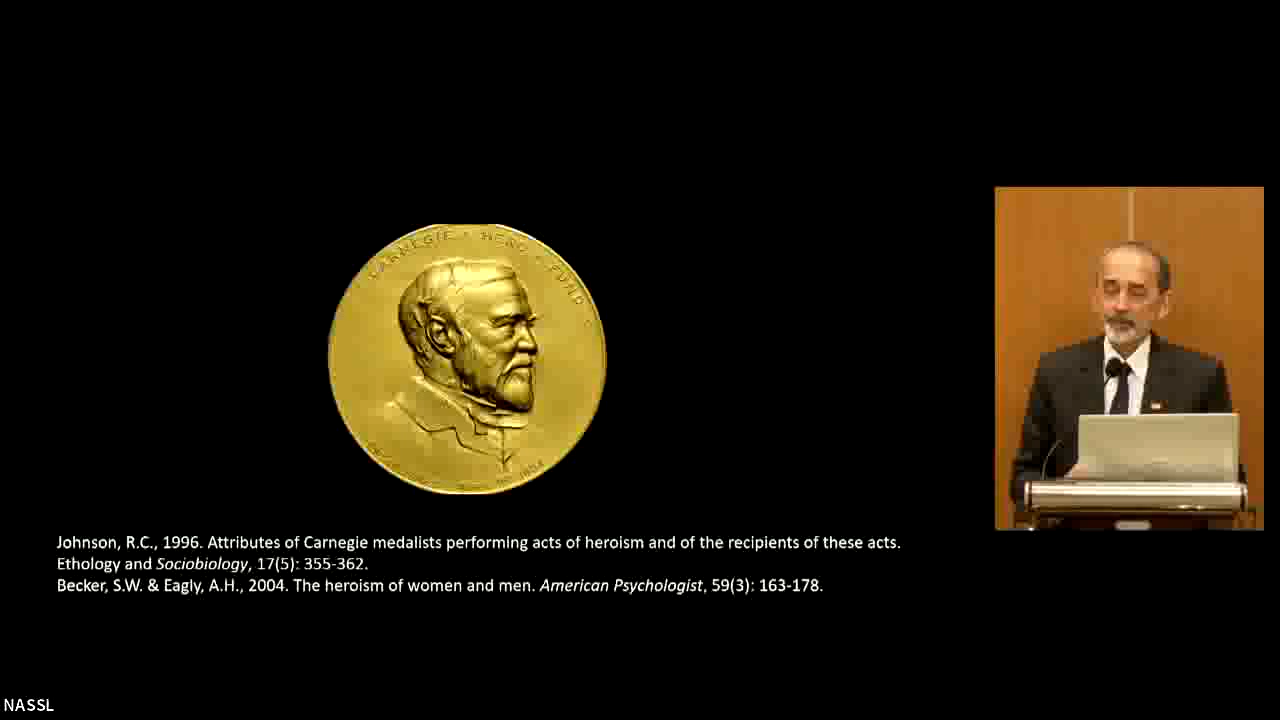 CARNEGIE · HERO · FUND
Johnson, R.C., 1996. Attributes of Carnegie medalists performing acts of heroism and of the recipients of these acts.
Ethology and Sociobiology, 17(5): 355-362.
Becker, S.W. & Eagly, A.H., 2004. The heroism of women and men. American Psychologist, 59(3): 163-178.
NASSL